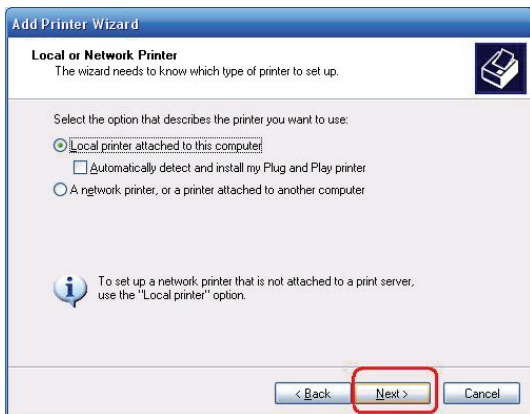 Add Printer Wizard
Local or Network Printer
The wizard needs to know which type of printer to set up.
Select the option that describes the printer you want to use:
Local printer attached to this computer
Automatically detect and install my Plug and Play printer
A network printer, or a printer attached to another computer
To set up a network printer that is not attached to a print server,
use the "Local printer" option.
< Back
Next >
Cancel